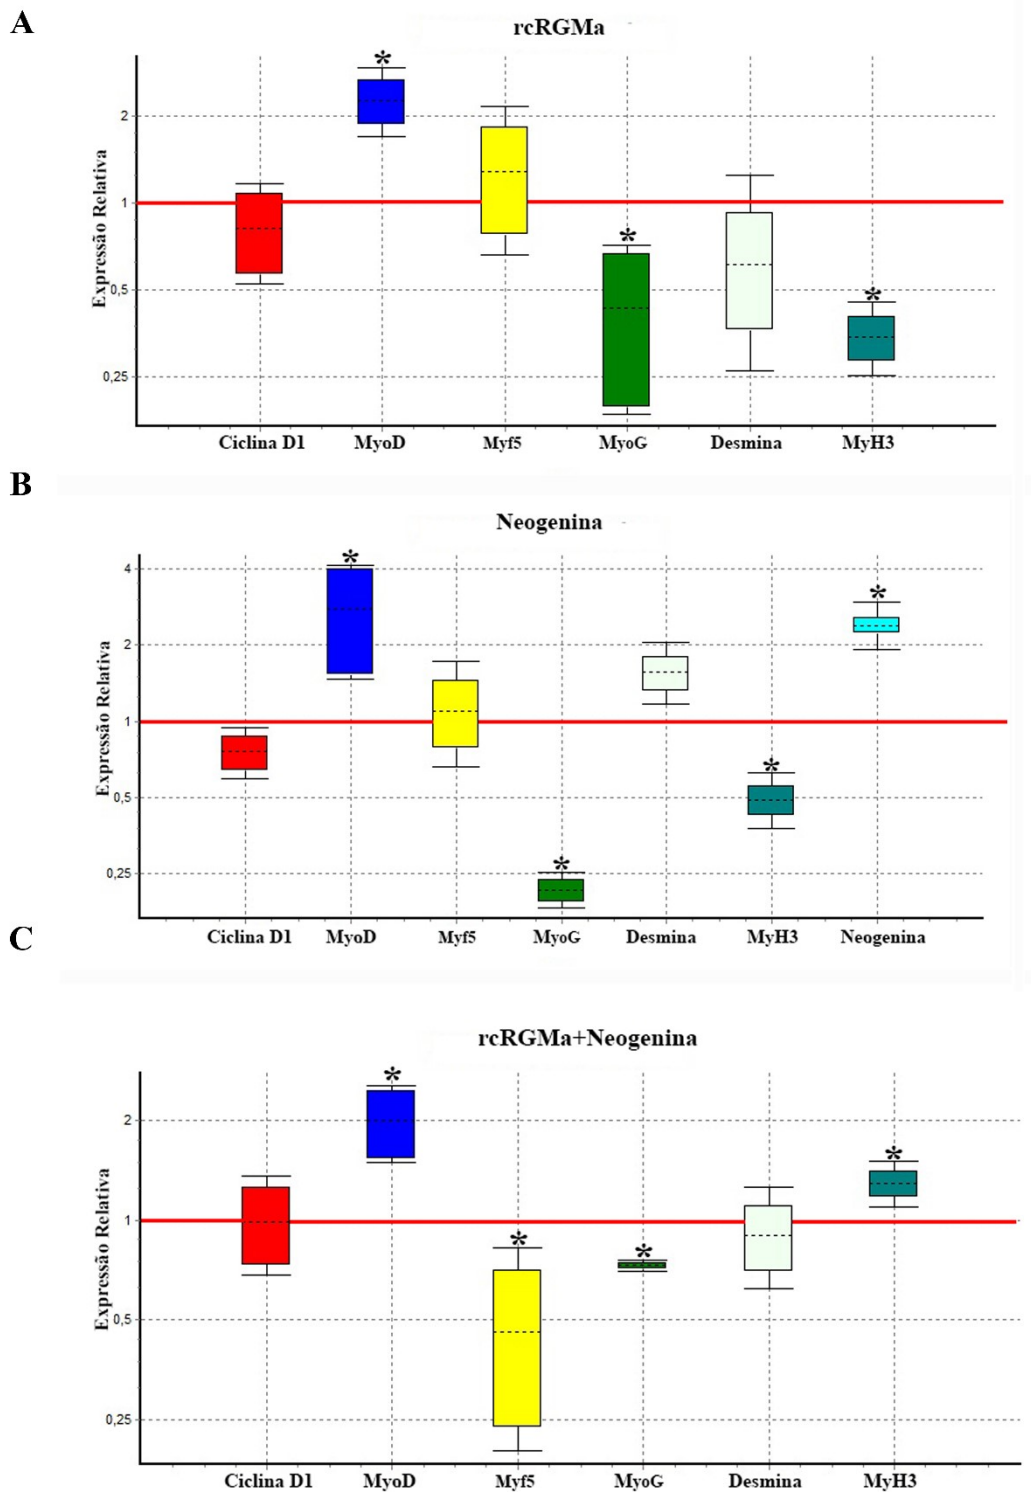 A
rcRGMa
*
2
*
*
1
0,5
0,25
Expressão Relativa
Ciclina D1 MyoD Myf5 MyoG Desmina MyH3
B
Neogenina
*
*
*
*
4
2
1
0,5
0,25
Expressão Relativa
Ciclina D1 MyoD Myf5 MyoG Desmina MyH3 Neogenina
C
rcRGMa+Neogenina
*
*
*
*
2
1
0,5
0,25
Expressão Relativa
Ciclina D1 MyoD Myf5 MyoG Desmina MyH3